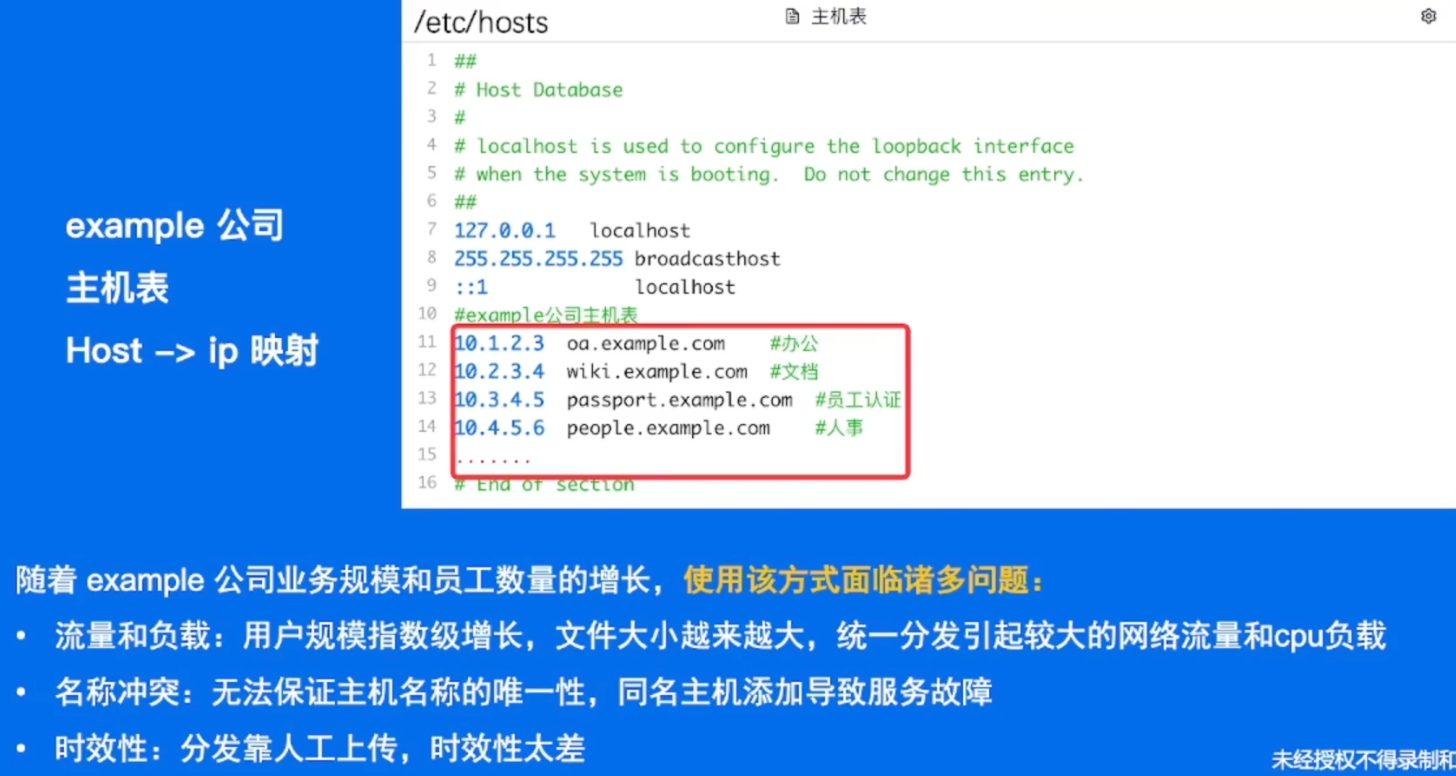 /etc/hosts
主机表
1 ##
2 # Host Database
3 #
4 # localhost is used to configure the loopback interface
5 # when the system is booting.  Do not change this entry.
6 ##
7 127.0.0.1   localhost
8 255.255.255.255 broadcasthost
9 ::1             localhost
10 #example公司主机表
11 10.1.2.3  oa.example.com    #办公
12 10.2.3.4  wiki.example.com  #文档
13 10.3.4.5  passport.example.com  #员工认证
14 10.4.5.6  people.example.com    #人事
15 .......
16 # End of section
example 公司
主机表
Host –> ip 映射
随着 example 公司业务规模和员工数量的增长，使用该方式面临诸多问题：
• 流量和负载：用户规模指数级增长，文件大小越来越大，统一分发引起较大的网络流量和cpu负载
• 名称冲突：无法保证主机名称的唯一性，同名主机添加导致服务故障
• 时效性：分发靠人工上传，时效性太差
未经授权不得录制和